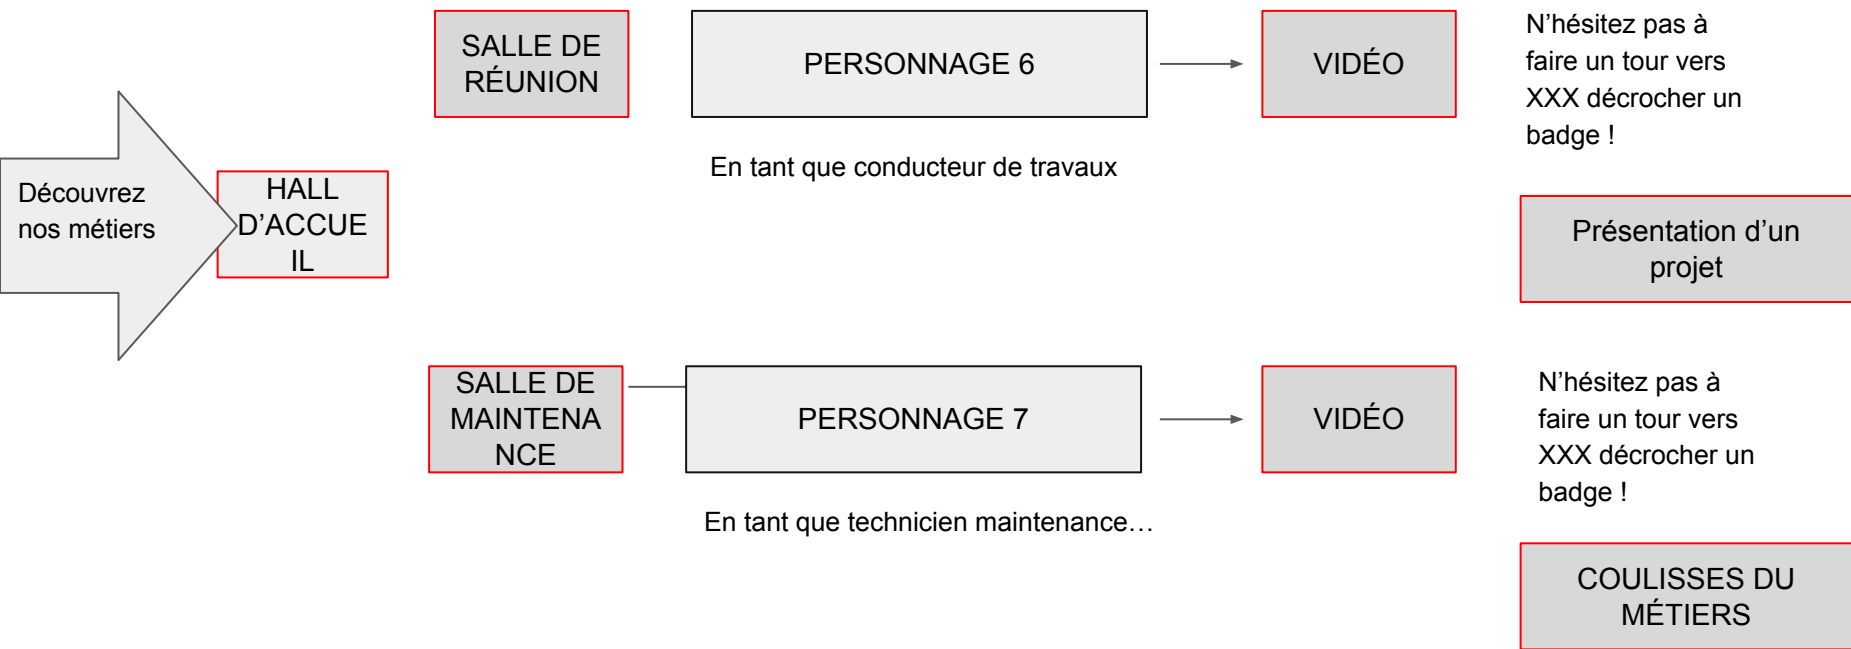 Découvrez
nos métiers
HALL
D’ACCUE
IL
SALLE DE
RÉUNION
PERSONNAGE 6
VIDÉO
N’hésitez pas à
faire un tour vers
XXX décrocher un
badge !
En tant que conducteur de travaux
Présentation d’un
projet
SALLE DE
MAINTENA
NCE
PERSONNAGE 7
VIDÉO
N’hésitez pas à
faire un tour vers
XXX décrocher un
badge !
En tant que technicien maintenance…
COULISSES DU
MÉTIERS